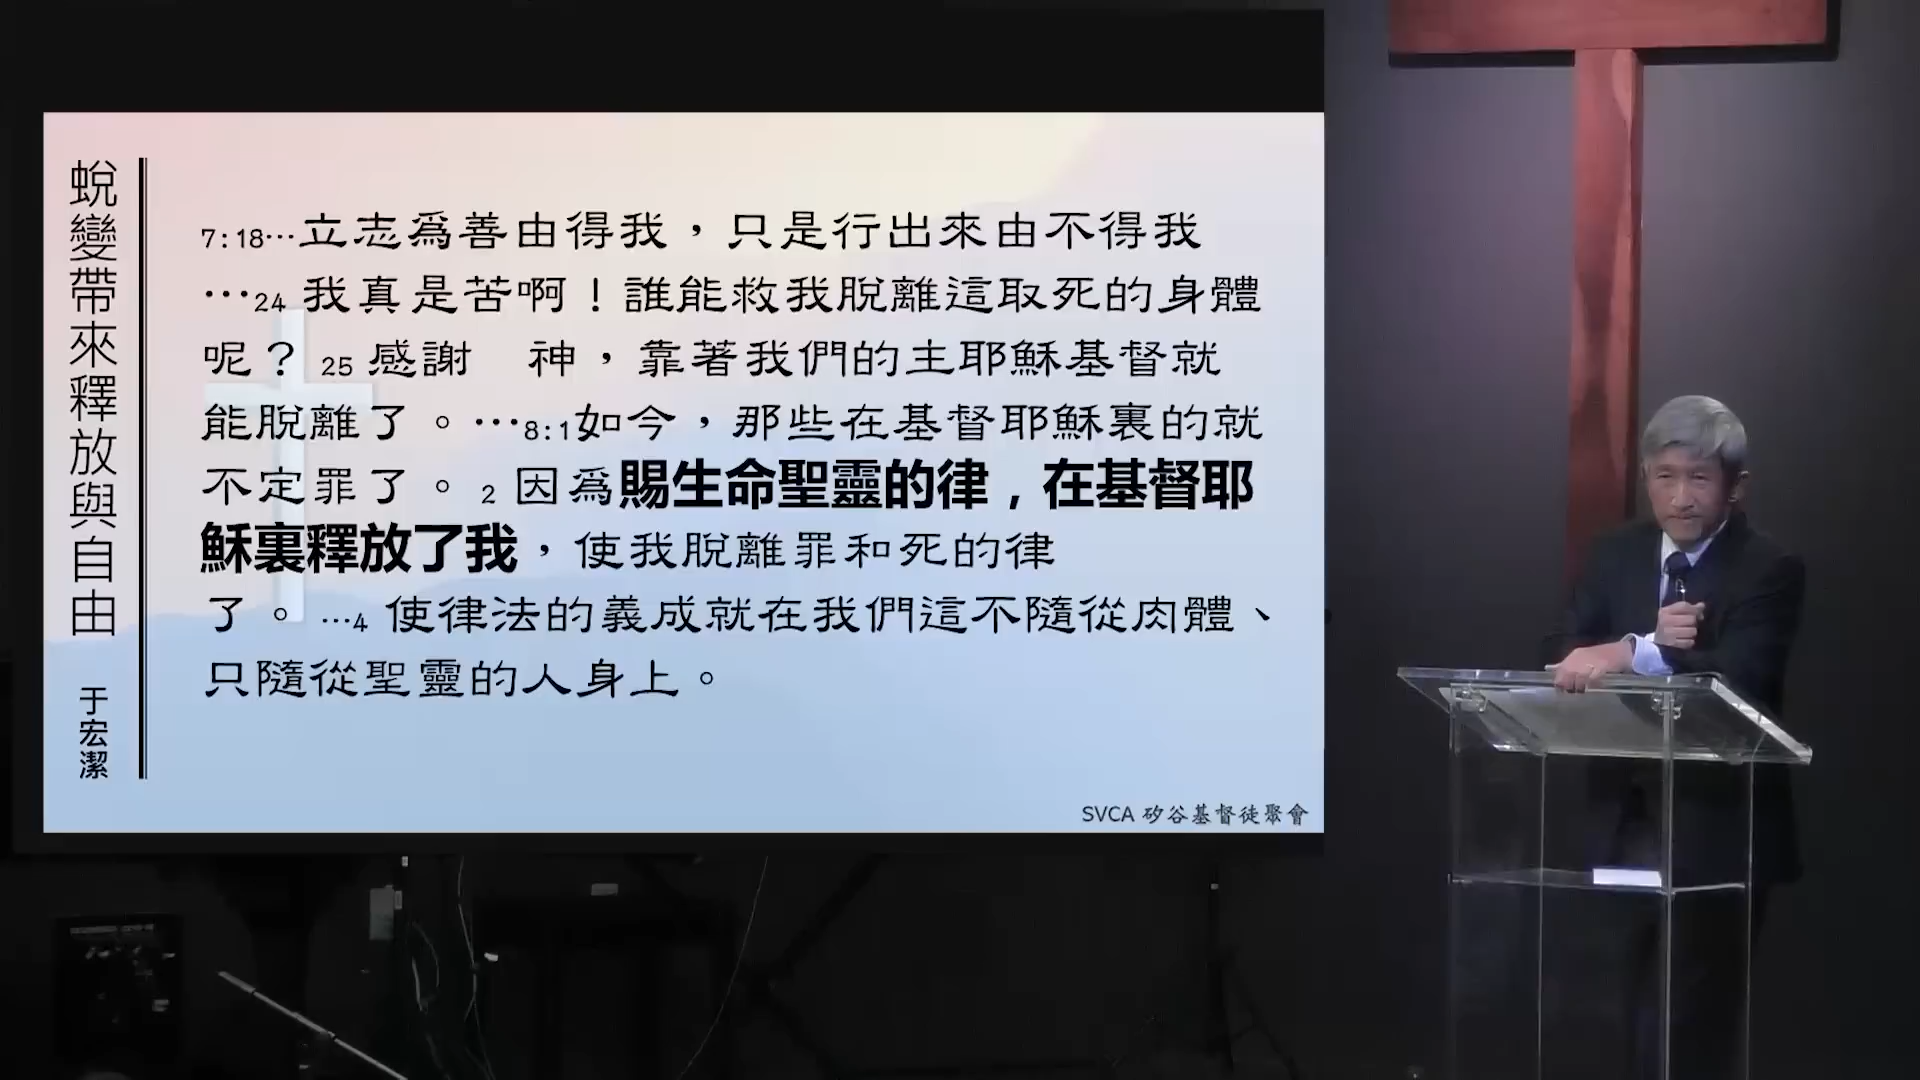 蛻變帶來釋放與自由
于宏潔
7:18…立志爲善由得我，只是行出來由不得我
…24 我真是苦啊！誰能救我脫離這取死的身體
呢？ 25 感謝　神，靠著我們的主耶穌基督就
能脫離了。…8:1如今，那些在基督耶穌裏的就
不定罪了。 2 因爲賜生命聖靈的律，在基督耶
穌裏釋放了我，使我脫離罪和死的律
了。 …4 使律法的義成就在我們這不隨從肉體、
只隨從聖靈的人身上。
SVCA 矽谷基督徒聚會